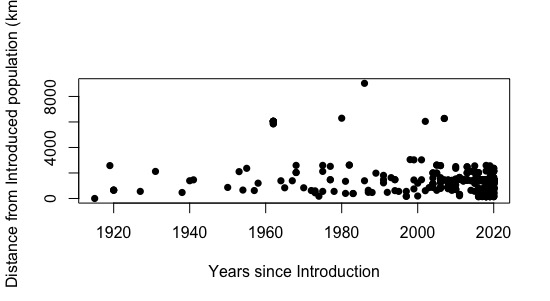 Distance from Introduced population (km
8000
4000
0
1920 1940 1960 1980 2000 2020
Years since Introduction